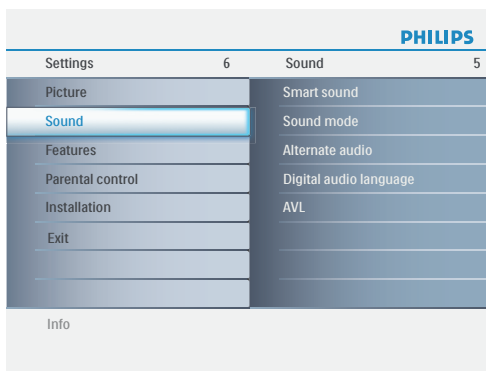 PHILIPS
Settings 6 Sound 5
Picture Smart sound
Sound Sound mode
Features Alternate audio
Parental control Digital audio language
Installation AVL
Exit
Info